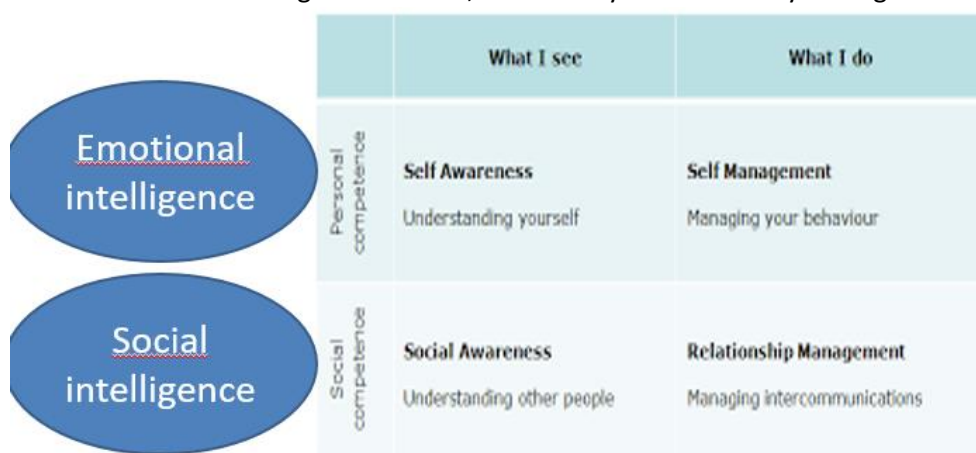 What I see What I do
Emotional
intelligence
Personal
competence
Self Awareness
Understanding yourself
Self Management
Managing your behaviour
Social
intelligence
Social
competence
Social Awareness
Understanding other people
Relationship Management
Managing intercommunications